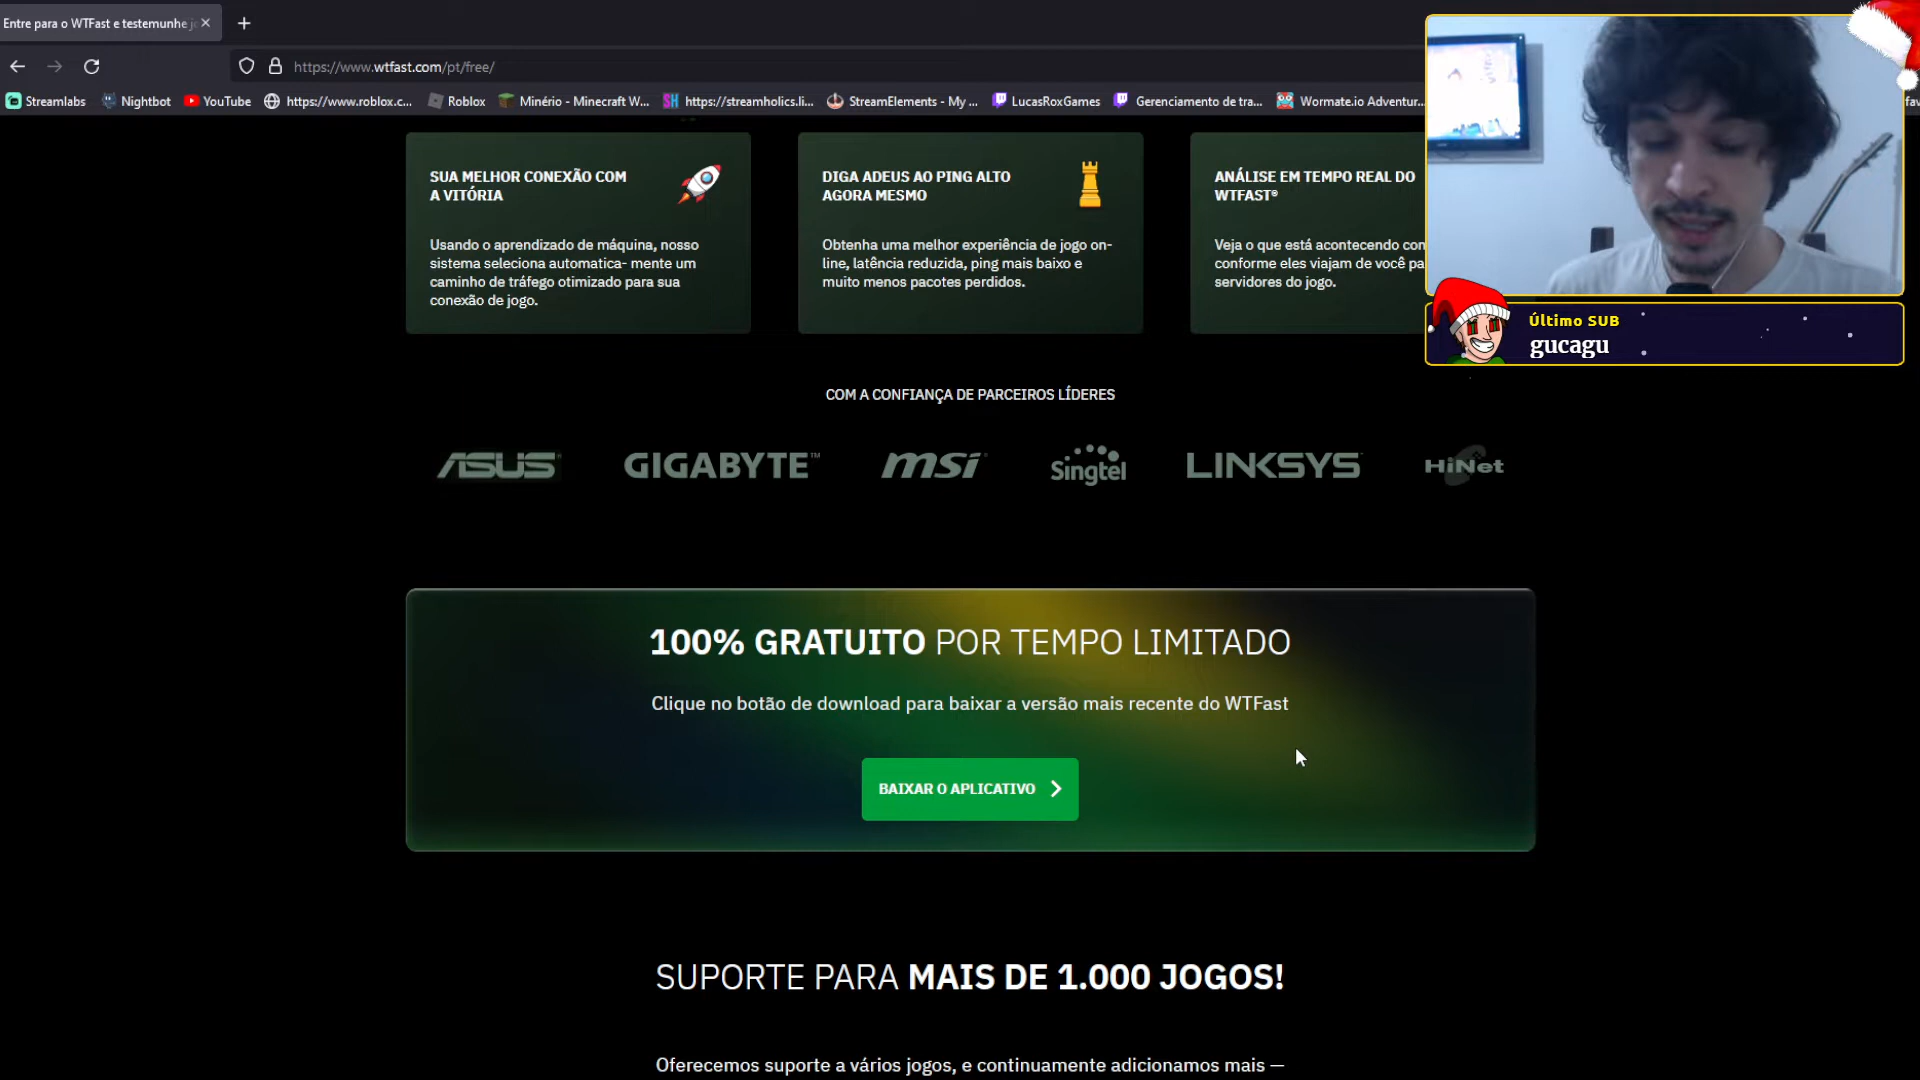 Entre para o WTFast e testemunhe j
https://www.wtfast.com/pt/free/
Streamlabs
Nightbot
YouTube
https://www.roblox.c...
Roblox
Minério - Minecraft W...
https://streamholics.li...
StreamElements - My ...
LucasRoxGames
Gerenciamento de tra...
Wormate.io Adventur...
fav
SUA MELHOR CONEXÃO COM
A VITÓRIA
Usando o aprendizado de máquina, nosso
sistema seleciona automatica- mente um
caminho de tráfego otimizado para sua
conexão de jogo.
DIGA ADEUS AO PING ALTO
AGORA MESMO
Obtenha uma melhor experiência de jogo on-
line, latência reduzida, ping mais baixo e
muito menos pacotes perdidos.
ANÁLISE EM TEMPO REAL DO
WTFAST®
Veja o que está acontecendo con
conforme eles viajam de você pa
servidores do jogo.
Último SUB
gucagu
COM A CONFIANÇA DE PARCEIROS LÍDERES
ASUS
GIGABYTE™
msi
Singtel
LINKSYS
HiNet
100% GRATUITO POR TEMPO LIMITADO
Clique no botão de download para baixar a versão mais recente do WTFast
BAIXAR O APLICATIVO
SUPORTE PARA MAIS DE 1.000 JOGOS!
Oferecemos suporte a vários jogos, e continuamente adicionamos mais —